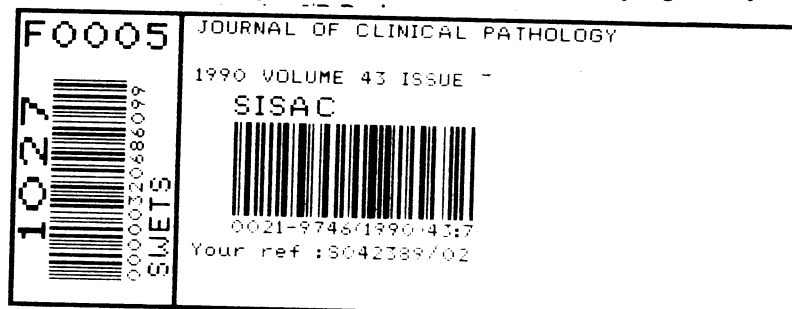 F0005
1027
000000320686099
SWETS
JOURNAL OF CLINICAL PATHOLOGY
1990 VOLUME 43 ISSUE
SISAC
0021-9746(1990)43:7
Your ref :S042389/02